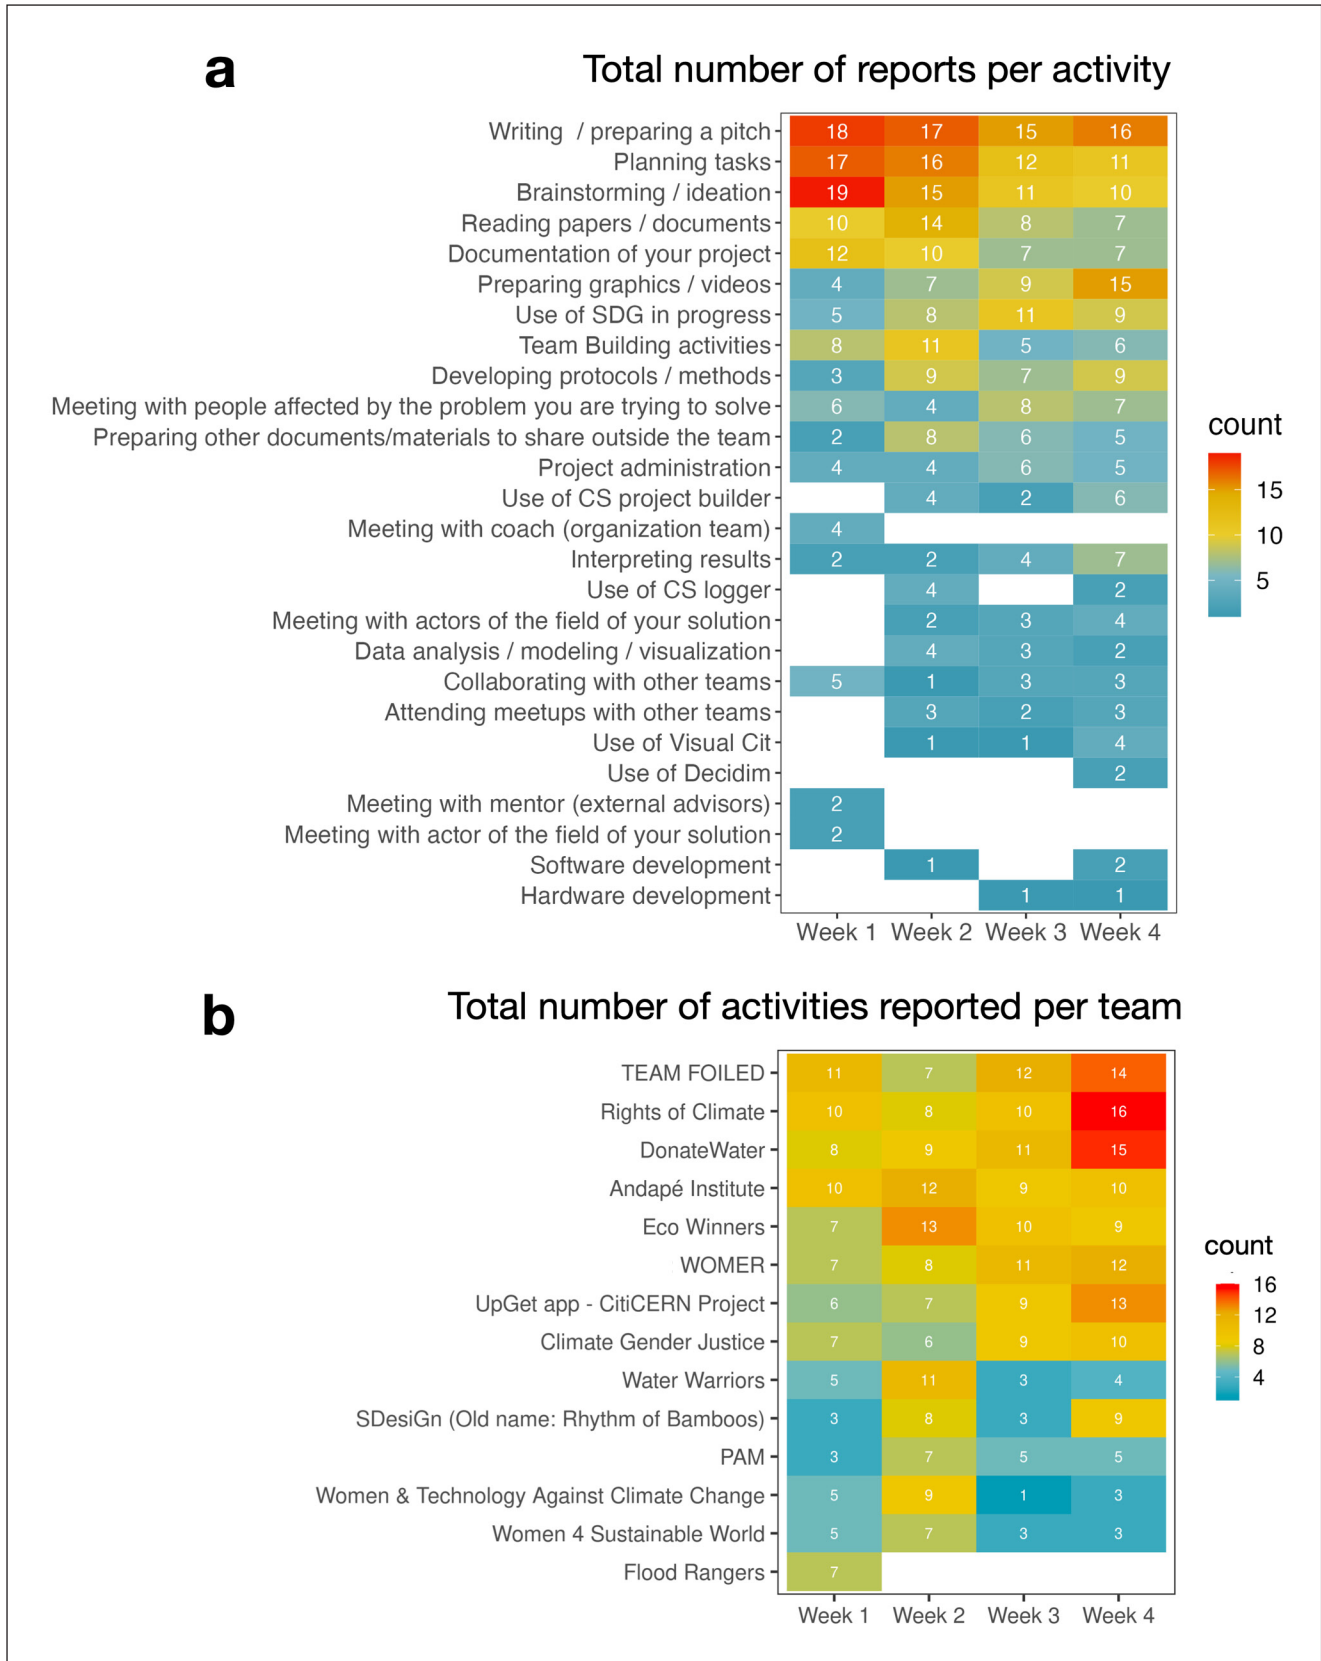 a
Total number of reports per activity
Writing / preparing a pitch 18 17 15 16
Planning tasks 17 16 12 11
Brainstorming / ideation 19 15 11 10
Reading papers / documents 10 14 8 7
Documentation of your project 12 10 7 7
Preparing graphics / videos 4 7 9 15
Use of SDG in progress 5 8 11 9
Team Building activities 8 11 5 6
Developing protocols / methods 3 9 7 9
Meeting with people affected by the problem you are trying to solve 6 4 8 7
Preparing other documents/materials to share outside the team 2 8 6 5
Project administration 4 4 6 5
Use of CS project builder 4 2 6
Meeting with coach (organization team) 4
Interpreting results 2 2 4 7
Use of CS logger 4 2
Meeting with actors of the field of your solution 2 3 4
Data analysis / modeling / visualization 4 3 2
Collaborating with other teams 5 1 3 3
Attending meetups with other teams 3 2 3
Use of Visual Cit 1 1 4
Use of Decidim 2
Meeting with mentor (external advisors) 2
Meeting with actor of the field of your solution 2
Software development 1 2
Hardware development 1 1
Week 1 Week 2 Week 3 Week 4
count
15
10
5
b
Total number of activities reported per team
TEAM FOILED 11 7 12 14
Rights of Climate 10 8 10 16
DonateWater 8 9 11 15
Andapé Institute 10 12 9 10
Eco Winners 7 13 10 9
WOMER 7 8 11 12
UpGet app - CitiCERN Project 6 7 9 13
Climate Gender Justice 7 6 9 10
Water Warriors 5 11 3 4
SDesiGn (Old name: Rhythm of Bamboos) 3 8 3 9
PAM 3 7 5 5
Women & Technology Against Climate Change 5 9 1 3
Women 4 Sustainable World 5 7 3 3
Flood Rangers 7
Week 1 Week 2 Week 3 Week 4
count
16
12
8
4